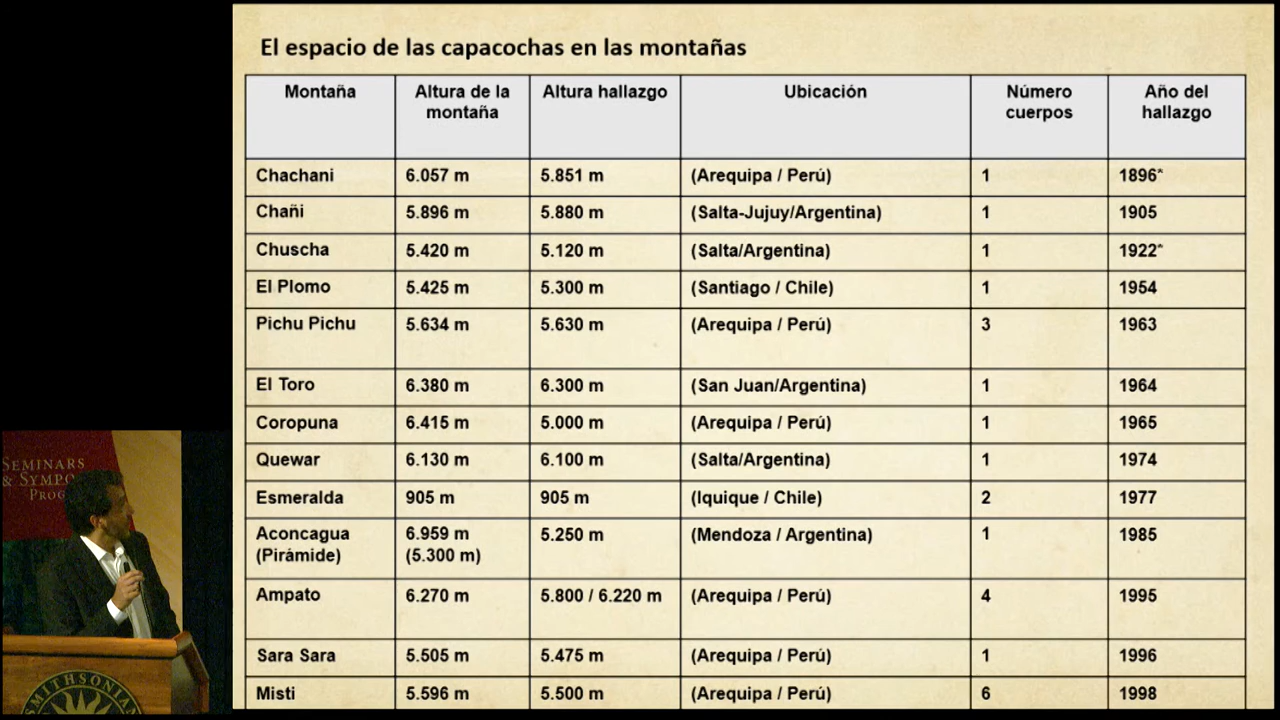 El espacio de las capacochas en las montañas
Montaña Altura de la montaña Altura hallazgo Ubicación Número cuerpos Año del hallazgo
Chachani 6.057 m 5.851 m (Arequipa / Perú) 1 1896*
Chañi 5.896 m 5.880 m (Salta-Jujuy/Argentina) 1 1905
Chuscha 5.420 m 5.120 m (Salta/Argentina) 1 1922*
El Plomo 5.425 m 5.300 m (Santiago / Chile) 1 1954
Pichu Pichu 5.634 m 5.630 m (Arequipa / Perú) 3 1963
El Toro 6.380 m 6.300 m (San Juan/Argentina) 1 1964
Coropuna 6.415 m 5.000 m (Arequipa / Perú) 1 1965
Quewar 6.130 m 6.100 m (Salta/Argentina) 1 1974
Esmeralda 905 m 905 m (Iquique / Chile) 2 1977
Aconcagua (Pirámide) 6.959 m (5.300 m) 5.250 m (Mendoza / Argentina) 1 1985
Ampato 6.270 m 5.800 / 6.220 m (Arequipa / Perú) 4 1995
Sara Sara 5.505 m 5.475 m (Arequipa / Perú) 1 1996
Misti 5.596 m 5.500 m (Arequipa / Perú) 6 1998
SEMINARS
& SYMPO
PROG
SMITHSONIAN